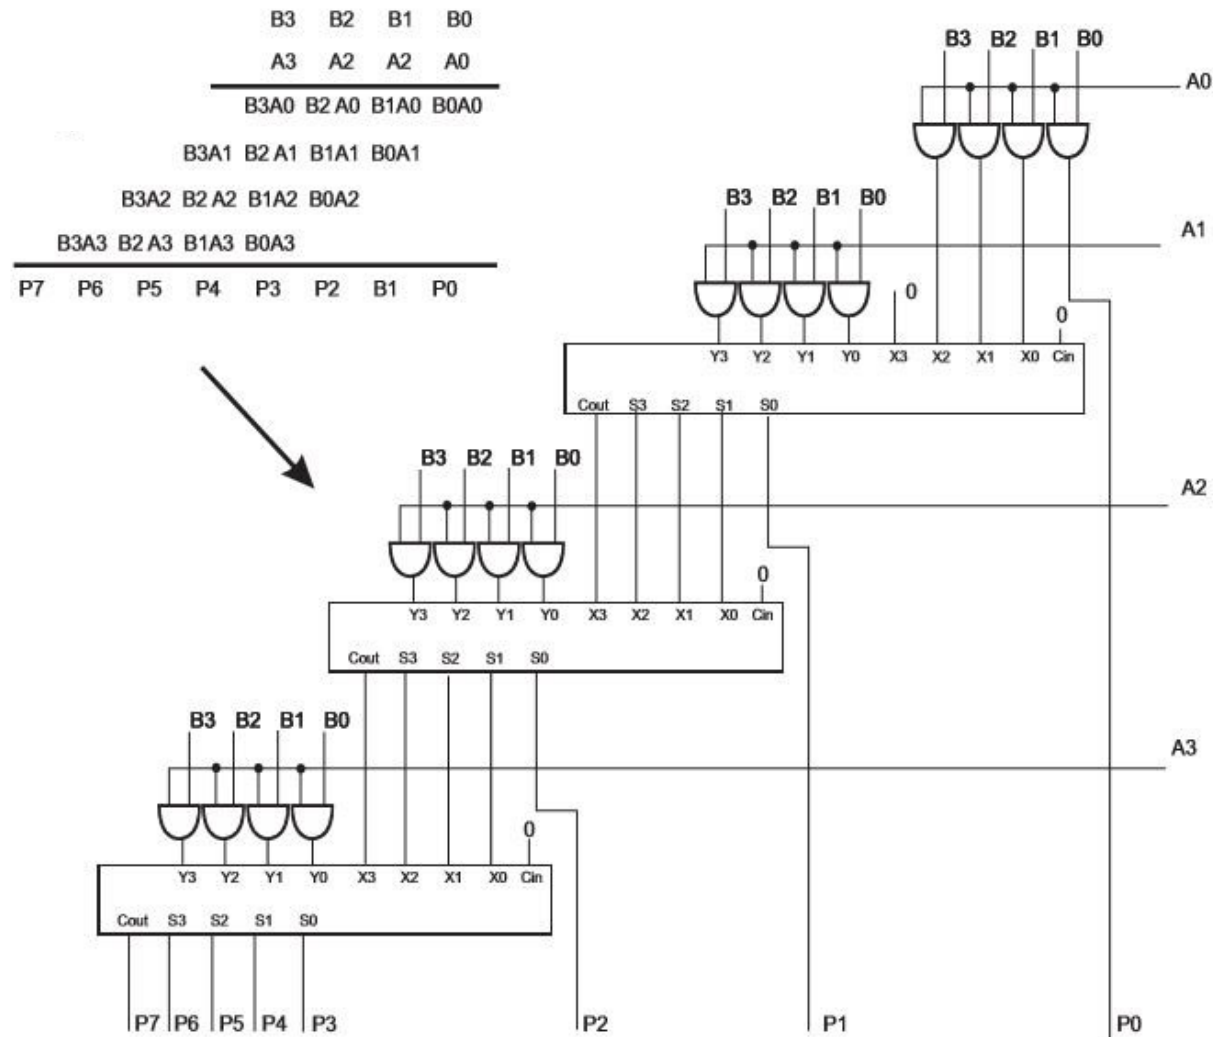 B3 B2 B1 B0
A3 A2 A2 A0
B3A0 B2 A0 B1A0 B0A0
B3A1 B2 A1 B1A1 B0A1
B3A2 B2 A2 B1A2 B0A2
B3A3 B2 A3 B1A3 B0A3
P7 P6 P5 P4 P3 P2 B1 P0
B3 B2 B1 B0
A0
B3 B2 B1 B0
A1
0
0
Y3 Y2 Y1 Y0 X3 X2 X1 X0 Cin
Cout S3 S2 S1 S0
B3 B2 B1 B0
A2
0
Y3 Y2 Y1 Y0 X3 X2 X1 X0 Cin
Cout S3 S2 S1 S0
B3 B2 B1 B0
A3
0
Y3 Y2 Y1 Y0 X3 X2 X1 X0 Cin
Cout S3 S2 S1 S0
P7 P6 P5 P4 P3 P2 P1 P0